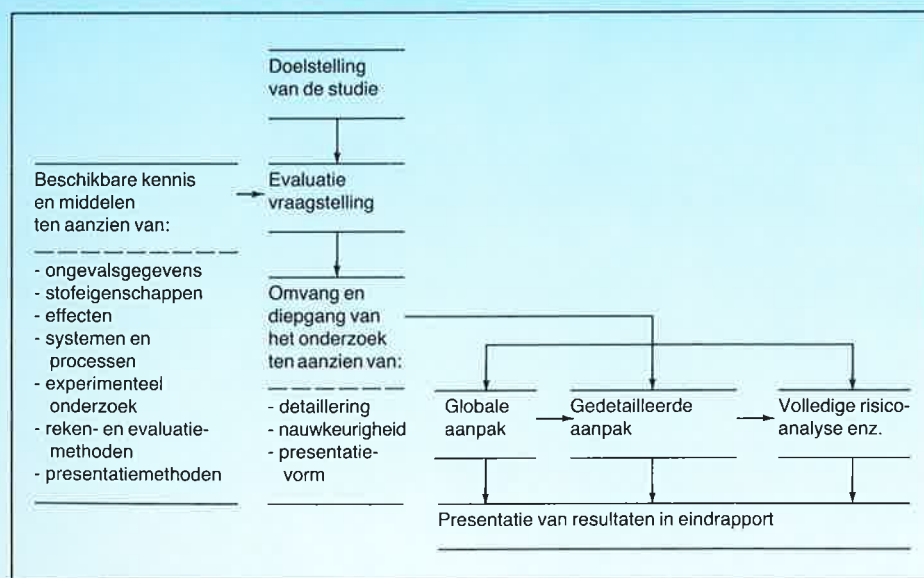 Doelstelling
van de studie
Beschikbare kennis
en middelen
ten aanzien van:
- ongevalsgegevens
- stofeigenschappen
- effecten
- systemen en
processen
- experimenteel
onderzoek
- reken- en evaluatie-
methoden
- presentatiemethoden
Evaluatie
vraagstelling
Omvang en
diepgang van
het onderzoek
ten aanzien van:
- detaillering
- nauwkeurigheid
- presentatie-
vorm
Globale
aanpak
Gedetailleerde
aanpak
Volledige risico-
analyse enz.
Presentatie van resultaten in eindrapport